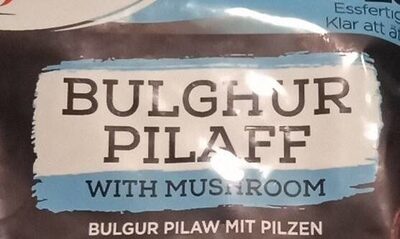 Essfertig
Klar att
BULGHUR
PILAFF
WITH MUSHROOM
BULGUR PILAW MIT PILZEN